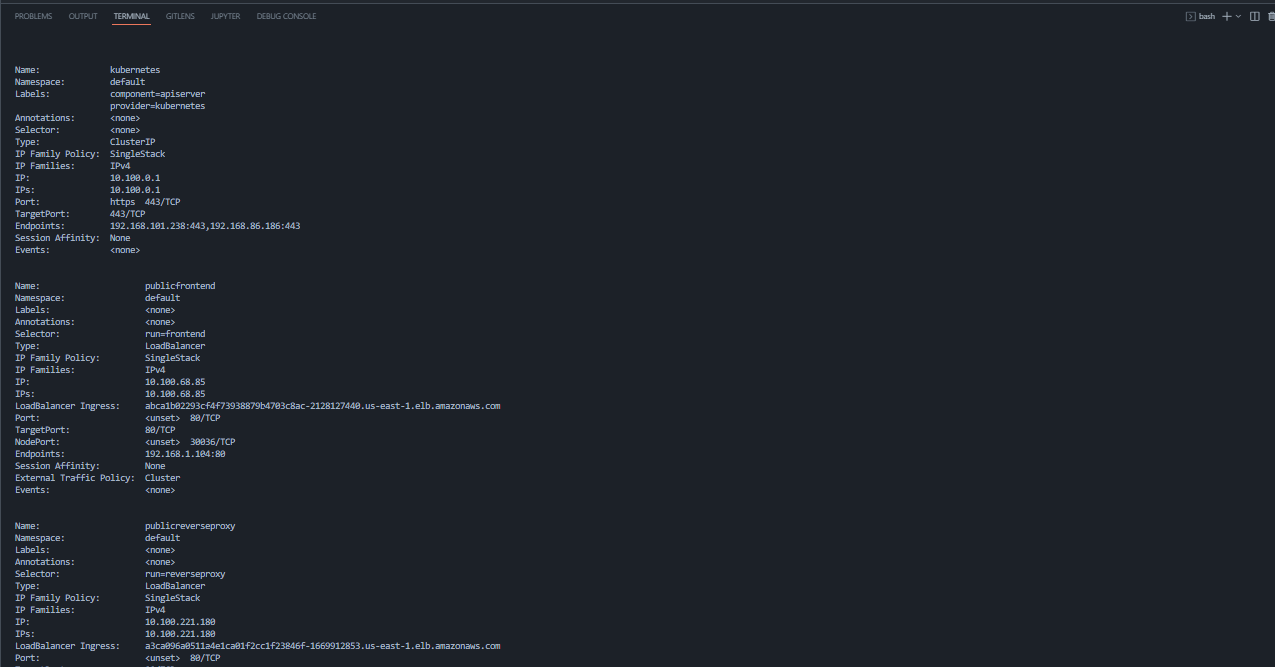 PROBLEMS OUTPUT TERMINAL GITLENS JUPYTER DEBUG CONSOLE bash
Name: kubernetes
Namespace: default
Labels: component=apiserver
provider=kubernetes
Annotations: <none>
Selector: <none>
Type: ClusterIP
IP Family Policy: SingleStack
IP Families: IPv4
IP: 10.100.0.1
IPs: 10.100.0.1
Port: https 443/TCP
TargetPort: 443/TCP
Endpoints: 192.168.101.238:443,192.168.86.186:443
Session Affinity: None
Events: <none>
Name: publicfrontend
Namespace: default
Labels: <none>
Annotations: <none>
Selector: run=frontend
Type: LoadBalancer
IP Family Policy: SingleStack
IP Families: IPv4
IP: 10.100.68.85
IPs: 10.100.68.85
LoadBalancer Ingress: abca1b02293cf4f73938879b4703c8ac-2128127440.us-east-1.elb.amazonaws.com
Port: <unset> 80/TCP
TargetPort: 80/TCP
NodePort: <unset> 30036/TCP
Endpoints: 192.168.1.104:80
Session Affinity: None
External Traffic Policy: Cluster
Events: <none>
Name: publicreverseproxy
Namespace: default
Labels: <none>
Annotations: <none>
Selector: run=reverseproxy
Type: LoadBalancer
IP Family Policy: SingleStack
IP Families: IPv4
IP: 10.100.221.180
IPs: 10.100.221.180
LoadBalancer Ingress: a3ca096a0511a4e1ca01f2cc1f23846f-1669912853.us-east-1.elb.amazonaws.com
Port: <unset> 80/TCP